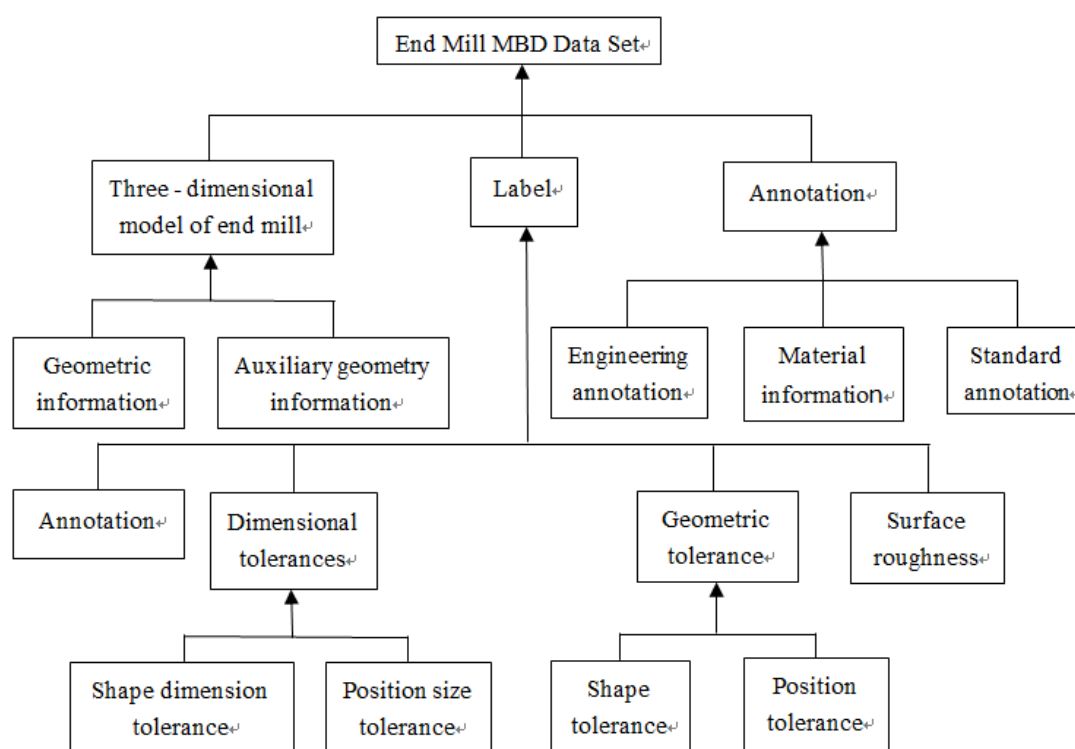 End Mill MBD Data Set
Three - dimensional
model of end mill
Label
Annotation
Geometric
information
Auxiliary geometry
information
Engineering
annotation
Material
information
Standard
annotation
Annotation
Dimensional
tolerances
Geometric
tolerance
Surface
roughness
Shape dimension
tolerance
Position size
tolerance
Shape
tolerance
Position
tolerance